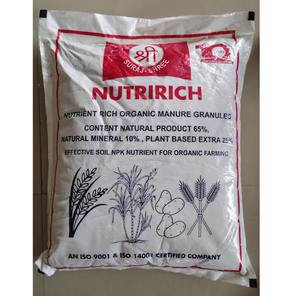 श्री
SURAJ-SHREE
NUTRIRICH
NUTRIENT RICH ORGANIC MANURE GRANULES
CONTENT NATURAL PRODUCT 65%,
NATURAL MINERAL 10% , PLANT BASED EXTRA 25%
EFFECTIVE SOIL NPK NUTRIENT FOR ORGANIC FARMING
AN ISO 9001 & ISO 14001 CERTIFIED COMPANY